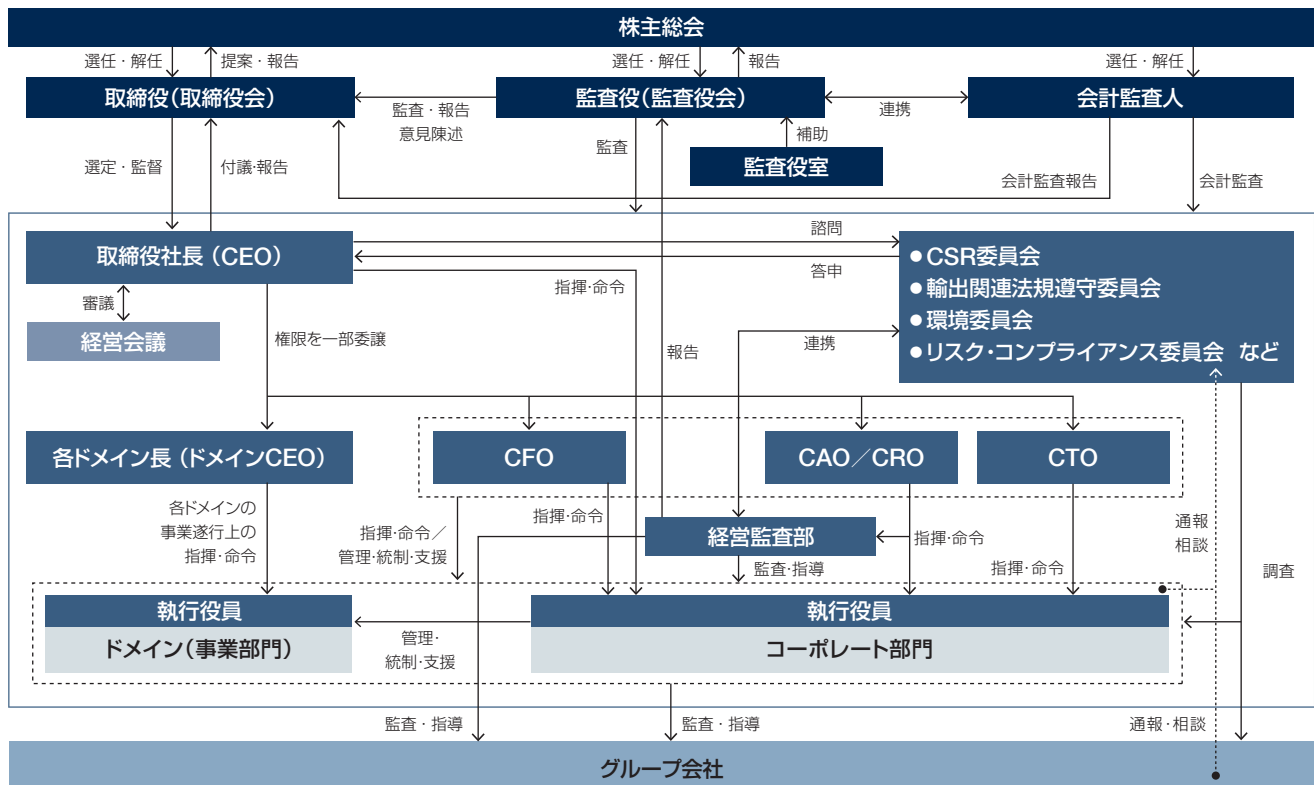 株主総会
選任・解任
提案・報告
選任・解任
報告
選任・解任
取締役（取締役会）
監査・報告
意見陳述
監査役（監査役会）
連携
会計監査人
選定・監督
付議・報告
監査
補助
監査役室
会計監査報告
会計監査
取締役社長（CEO）
諮問
答申
指揮・命令
● CSR委員会
● 輸出関連法規遵守委員会
● 環境委員会
● リスク・コンプライアンス委員会 など
審議
経営会議
権限を一部委譲
報告
連携
各ドメイン長（ドメインCEO）
CFO
CAO／CRO
CTO
各ドメインの
事業遂行上の
指揮・命令
指揮・命令／
管理・統制・支援
指揮・命令
経営監査部
指揮・命令
監査・指導
指揮・命令
通報
相談
調査
執行役員
ドメイン（事業部門）
管理・
統制・支援
執行役員
コーポレート部門
監査・指導
監査・指導
通報・相談
グループ会社